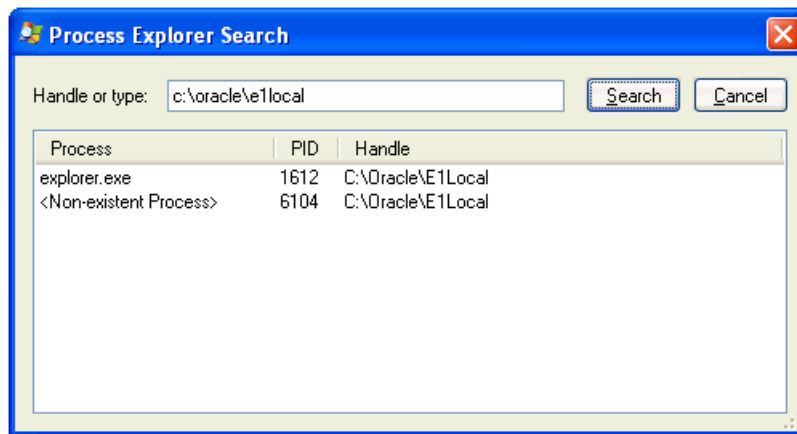 Process Explorer Search
Handle or type: c:\oracle\e1local Search Cancel
Process PID Handle
explorer.exe 1612 C:\Oracle\E1Local
<Non-existent Process> 6104 C:\Oracle\E1Local